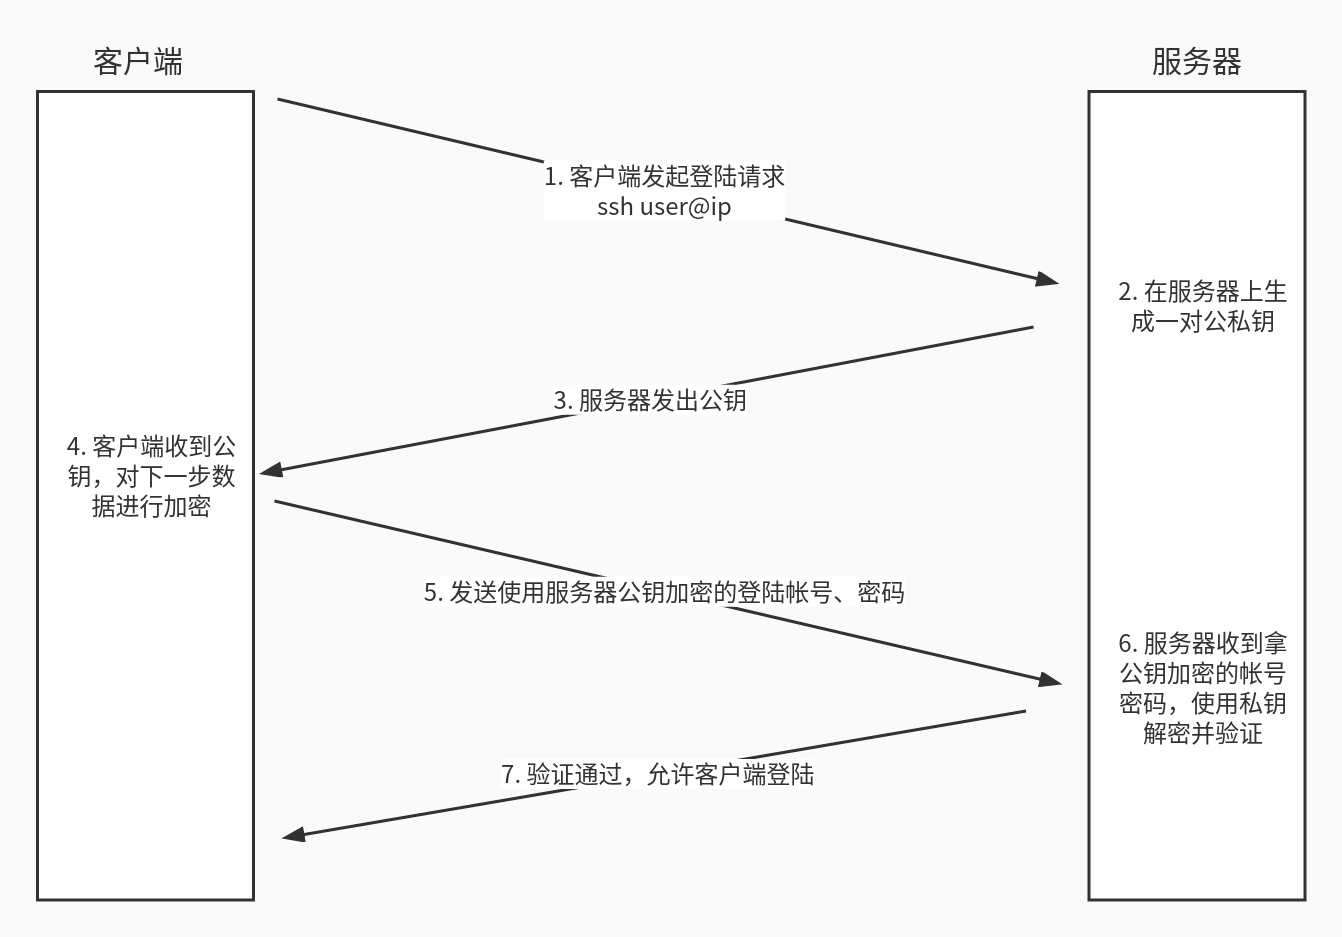 客户端
服务器
1. 客户端发起登陆请求
ssh user@ip
2. 在服务器上生
成一对公私钥
3. 服务器发出公钥
4. 客户端收到公
钥，对下一步数
据进行加密
5. 发送使用服务器公钥加密的登陆帐号、密码
6. 服务器收到拿
公钥加密的帐号
密码，使用私钥
解密并验证
7. 验证通过，允许客户端登陆